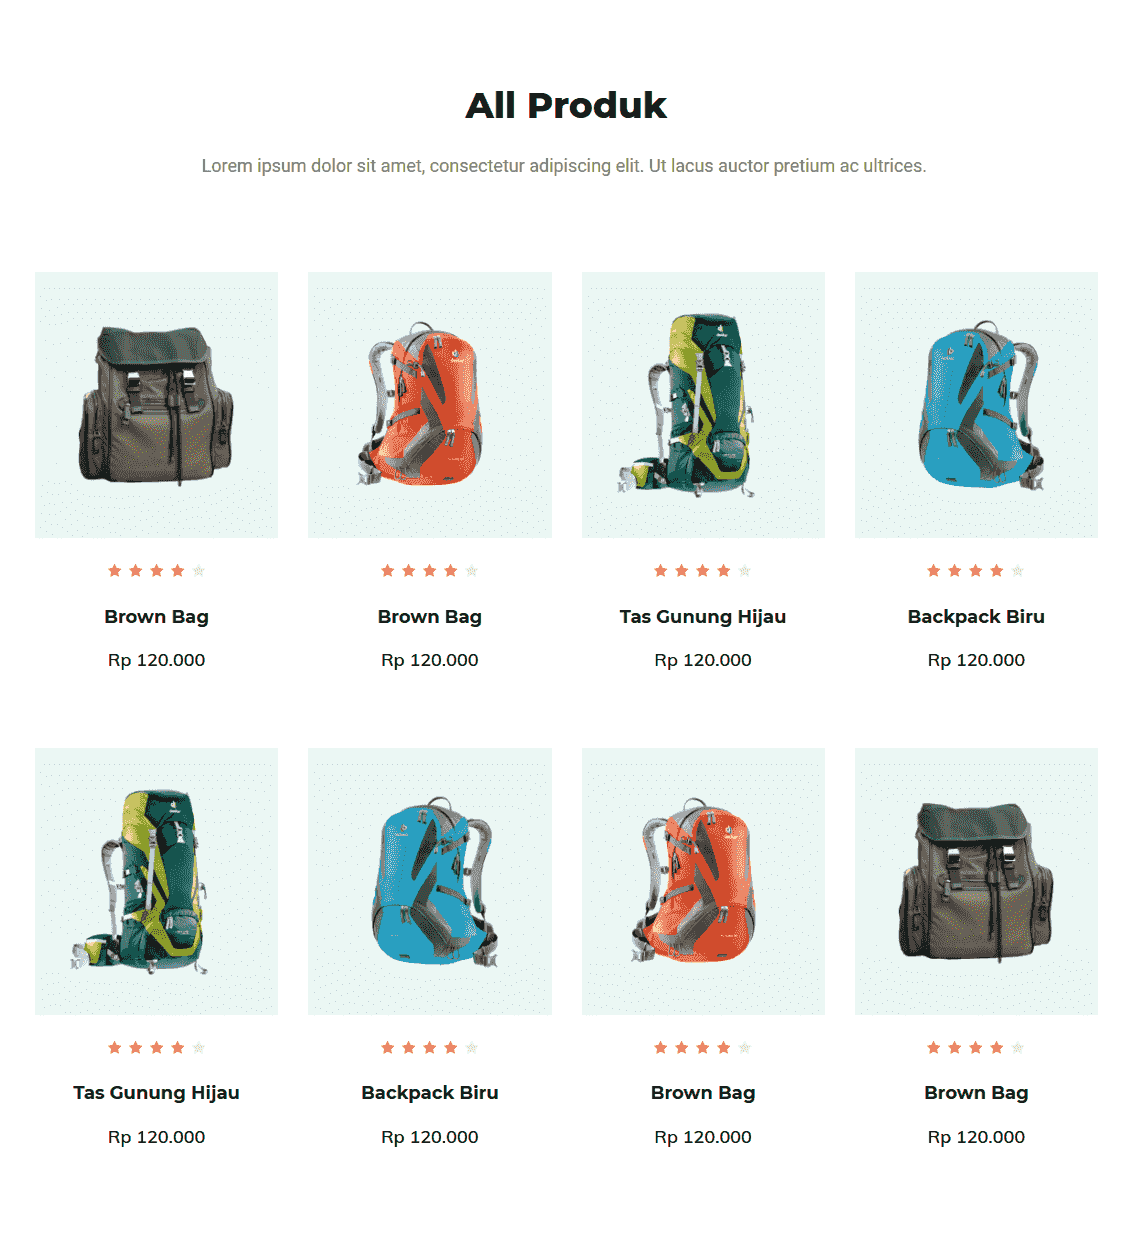 All Produk
Lorem ipsum dolor sit amet, consectetur adipiscing elit. Ut lacus auctor pretium ac ultrices.
Brown Bag
Brown Bag
Tas Gunung Hijau
Backpack Biru
Rp 120.000
Rp 120.000
Rp 120.000
Rp 120.000
Tas Gunung Hijau
Backpack Biru
Brown Bag
Brown Bag
Rp 120.000
Rp 120.000
Rp 120.000
Rp 120.000